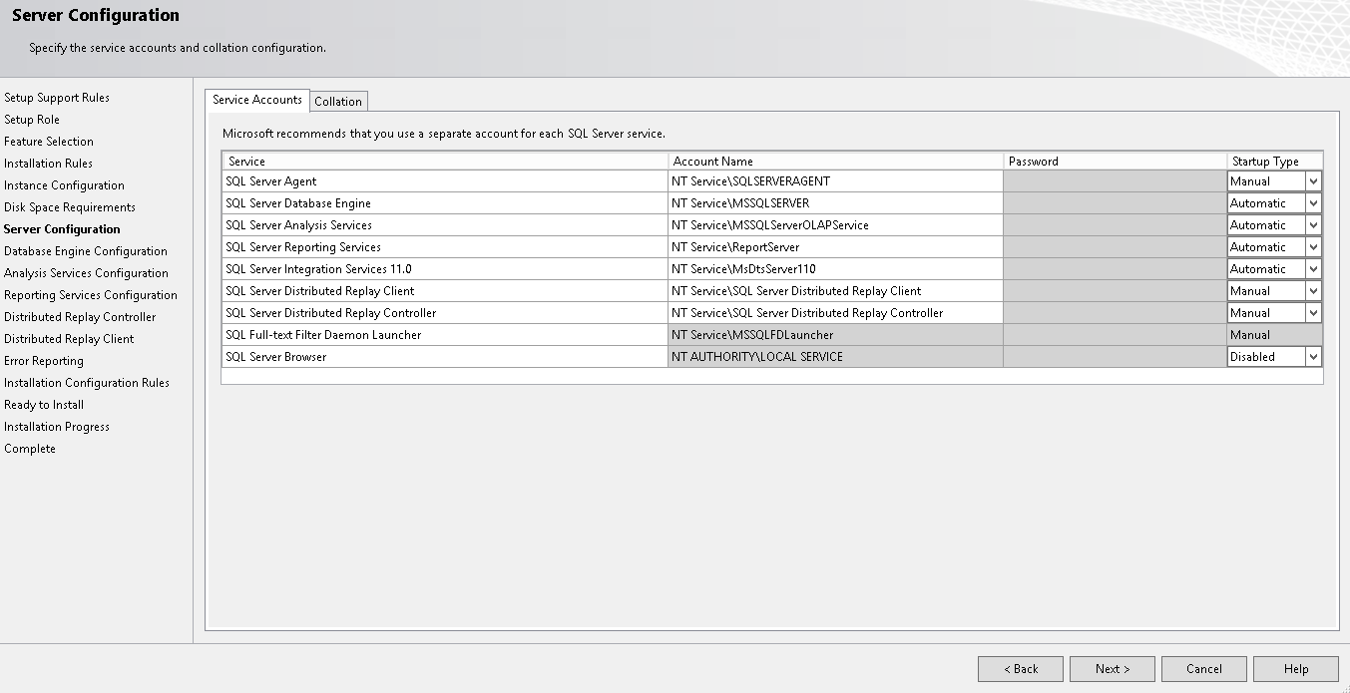 Server Configuration
Specify the service accounts and collation configuration.
Setup Support Rules
Setup Role
Feature Selection
Installation Rules
Instance Configuration
Disk Space Requirements
Server Configuration
Database Engine Configuration
Analysis Services Configuration
Reporting Services Configuration
Distributed Replay Controller
Distributed Replay Client
Error Reporting
Installation Configuration Rules
Ready to Install
Installation Progress
Complete
Service Accounts Collation
Microsoft recommends that you use a separate account for each SQL Server service.
Service Account Name Password Startup Type
SQL Server Agent NT Service\SQLSERVERAGENT Manual
SQL Server Database Engine NT Service\MSSQLSERVER Automatic
SQL Server Analysis Services NT Service\MSSQLServerOLAPService Automatic
SQL Server Reporting Services NT Service\ReportServer Automatic
SQL Server Integration Services 11.0 NT Service\MsDtsServer110 Automatic
SQL Server Distributed Replay Client NT Service\SQL Server Distributed Replay Client Manual
SQL Server Distributed Replay Controller NT Service\SQL Server Distributed Replay Controller Manual
SQL Full-text Filter Daemon Launcher NT Service\MSSQLFDLauncher Manual
SQL Server Browser NT AUTHORITY\LOCAL SERVICE Disabled
< Back Next > Cancel Help